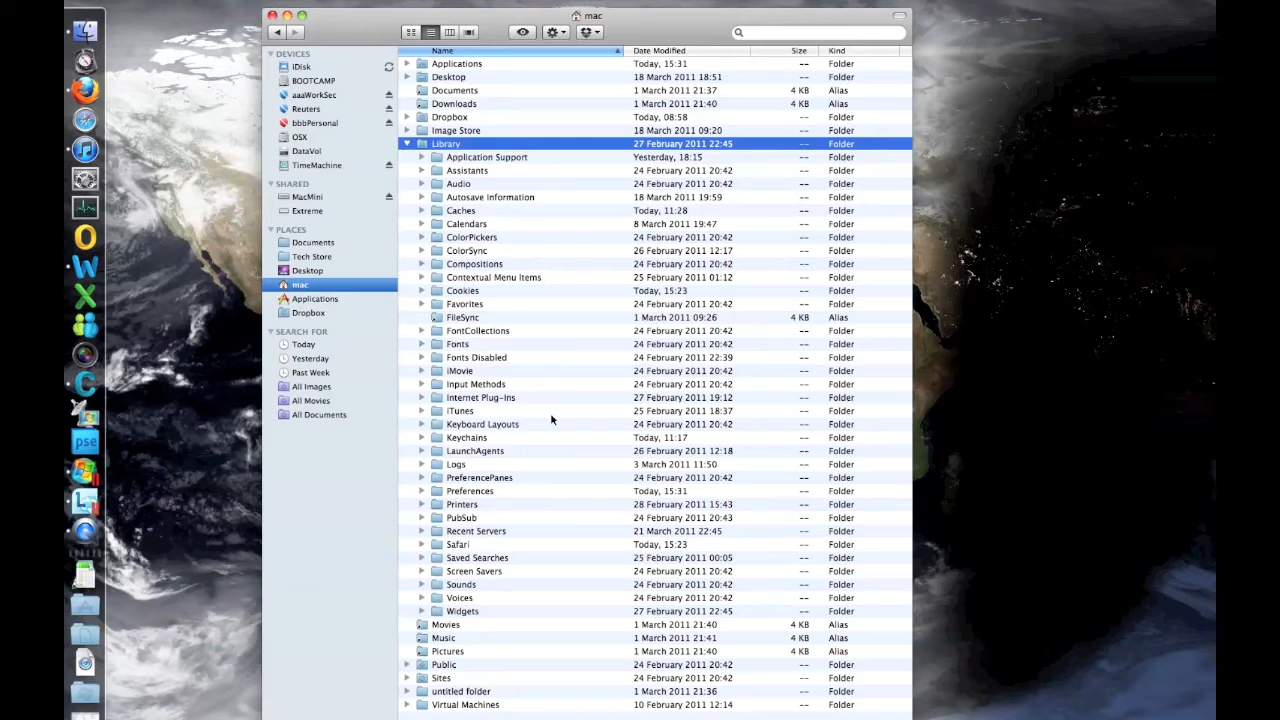 mac
Name Date Modified Size Kind
DEVICES
iDisk
BOOTCAMP
aaaWorkSec
Reuters
bbbPersonal
OSX
DataVol
TimeMachine
SHARED
MacMini
Extreme
PLACES
Documents
Tech Store
Desktop
mac
Applications
Dropbox
SEARCH FOR
Today
Yesterday
Past Week
All Images
All Movies
All Documents
Applications Today, 15:31 -- Folder
Desktop 18 March 2011 18:51 -- Folder
Documents 1 March 2011 21:37 4 KB Alias
Downloads 1 March 2011 21:40 4 KB Alias
Dropbox Today, 08:58 -- Folder
Image Store 18 March 2011 09:20 -- Folder
Library 27 February 2011 22:45 -- Folder
Application Support Yesterday, 18:15 -- Folder
Assistants 24 February 2011 20:42 -- Folder
Audio 24 February 2011 20:42 -- Folder
Autosave Information 18 March 2011 19:59 -- Folder
Caches Today, 11:28 -- Folder
Calendars 8 March 2011 19:47 -- Folder
ColorPickers 24 February 2011 20:42 -- Folder
ColorSync 26 February 2011 12:17 -- Folder
Compositions 24 February 2011 20:42 -- Folder
Contextual Menu Items 25 February 2011 01:12 -- Folder
Cookies Today, 15:23 -- Folder
Favorites 24 February 2011 20:42 -- Folder
FileSync 1 March 2011 09:26 4 KB Alias
FontCollections 24 February 2011 20:42 -- Folder
Fonts 24 February 2011 20:42 -- Folder
Fonts Disabled 24 February 2011 22:39 -- Folder
iMovie 24 February 2011 20:42 -- Folder
Input Methods 24 February 2011 20:42 -- Folder
Internet Plug-Ins 27 February 2011 19:12 -- Folder
iTunes 25 February 2011 18:37 -- Folder
Keyboard Layouts 24 February 2011 20:42 -- Folder
Keychains Today, 11:17 -- Folder
LaunchAgents 26 February 2011 12:18 -- Folder
Logs 3 March 2011 11:50 -- Folder
PreferencePanes 24 February 2011 20:42 -- Folder
Preferences Today, 15:31 -- Folder
Printers 28 February 2011 15:43 -- Folder
PubSub 24 February 2011 20:43 -- Folder
Recent Servers 21 March 2011 22:45 -- Folder
Safari Today, 15:23 -- Folder
Saved Searches 25 February 2011 00:05 -- Folder
Screen Savers 24 February 2011 20:42 -- Folder
Sounds 24 February 2011 20:42 -- Folder
Voices 24 February 2011 20:42 -- Folder
Widgets 27 February 2011 22:45 -- Folder
Movies 1 March 2011 21:40 4 KB Alias
Music 1 March 2011 21:41 4 KB Alias
Pictures 1 March 2011 21:40 4 KB Alias
Public 24 February 2011 20:42 -- Folder
Sites 24 February 2011 20:42 -- Folder
untitled folder 1 March 2011 21:36 -- Folder
Virtual Machines 10 February 2011 12:14 -- Folder
pse